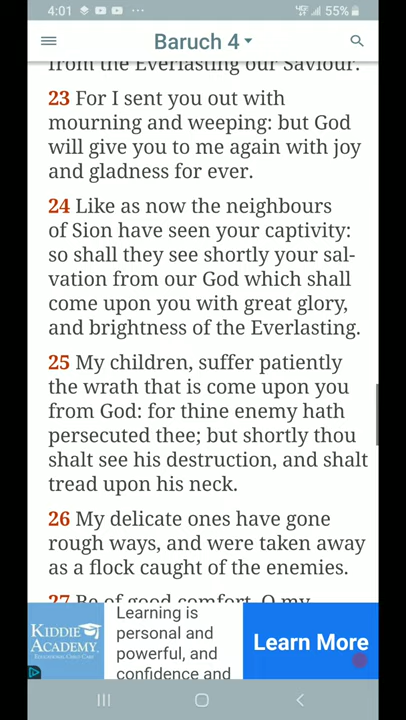 4:01 55%
Baruch 4
from the Everlasting our Saviour.
23 For I sent you out with
mourning and weeping: but God
will give you to me again with joy
and gladness for ever.
24 Like as now the neighbours
of Sion have seen your captivity:
so shall they see shortly your sal-
vation from our God which shall
come upon you with great glory,
and brightness of the Everlasting.
25 My children, suffer patiently
the wrath that is come upon you
from God: for thine enemy hath
persecuted thee; but shortly thou
shalt see his destruction, and shalt
tread upon his neck.
26 My delicate ones have gone
rough ways, and were taken away
as a flock caught of the enemies.
27 Be of good comfort, O my
KIDDIE
ACADEMY
EDUCATIONAL CHILD CARE
Learning is
personal and
powerful, and
confidence and
Learn More